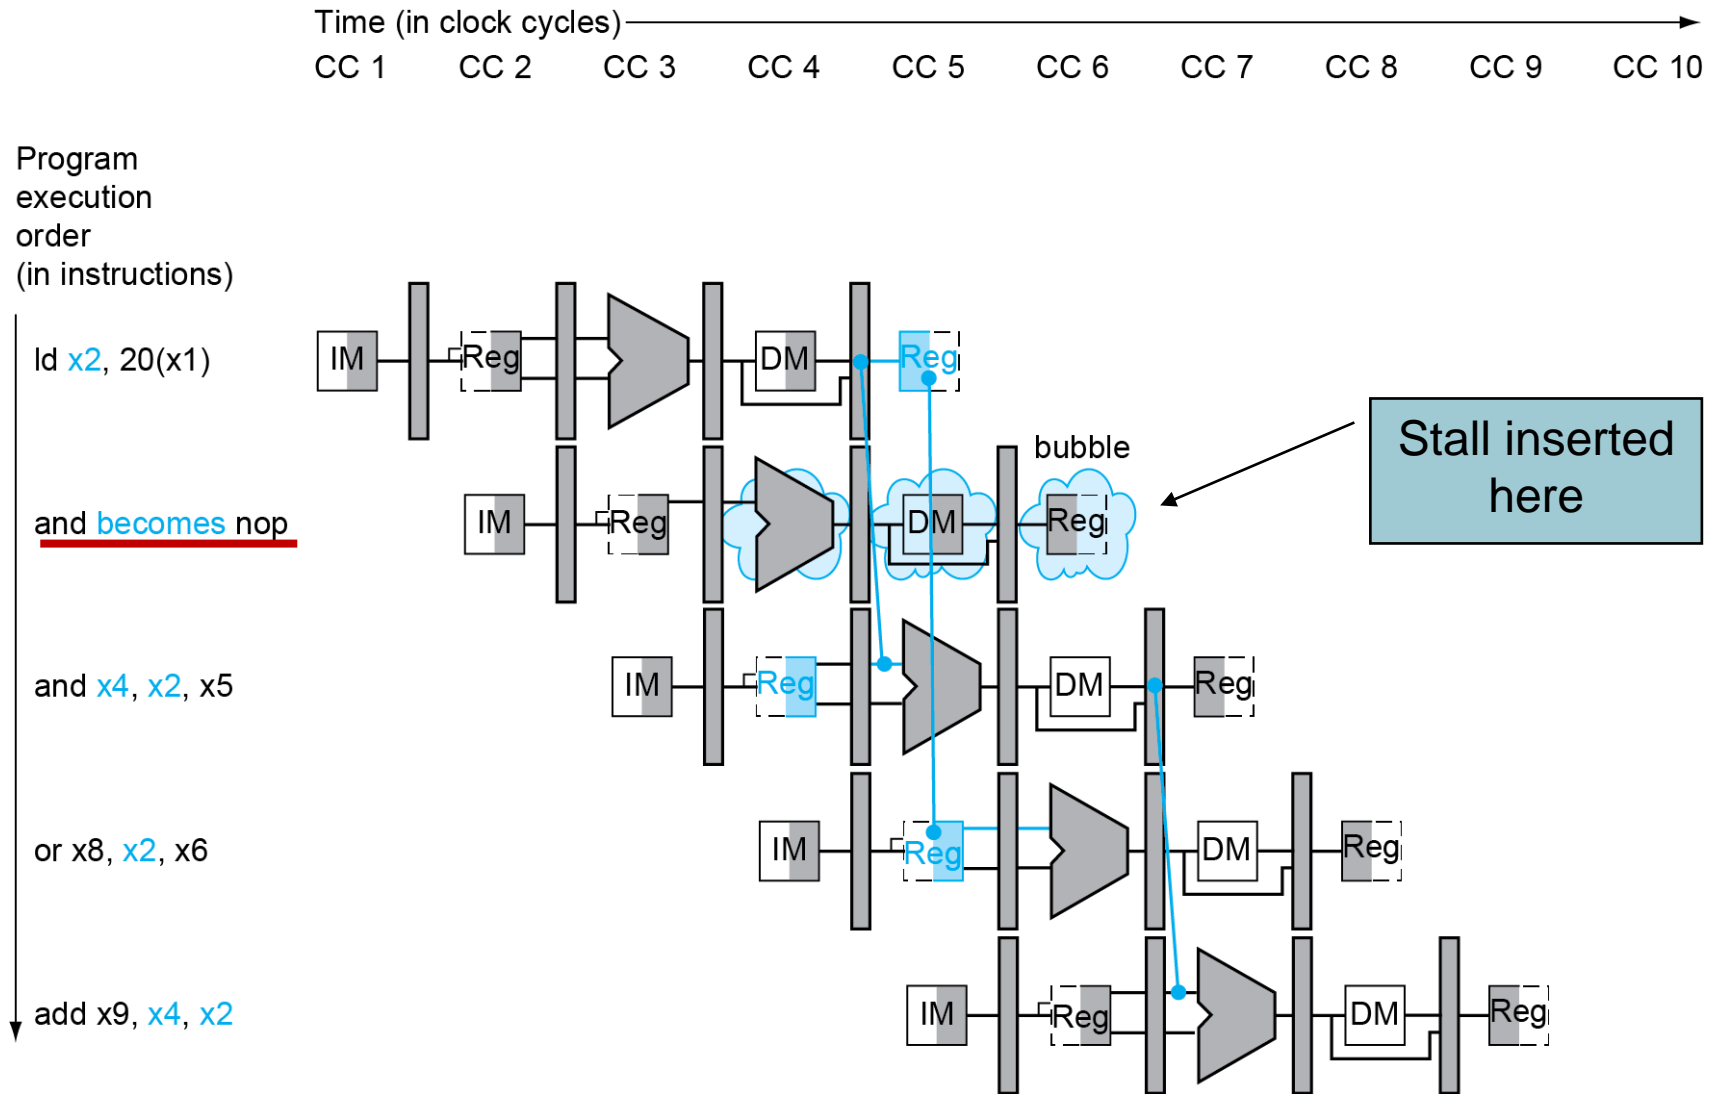 Time (in clock cycles)
CC 1 CC 2 CC 3 CC 4 CC 5 CC 6 CC 7 CC 8 CC 9 CC 10
Program
execution
order
(in instructions)
ld x2, 20(x1)
IM Reg DM Reg
bubble
Stall inserted
here
and becomes nop
IM Reg DM Reg
and x4, x2, x5
IM Reg DM Reg
or x8, x2, x6
IM Reg DM Reg
add x9, x4, x2
IM Reg DM Reg